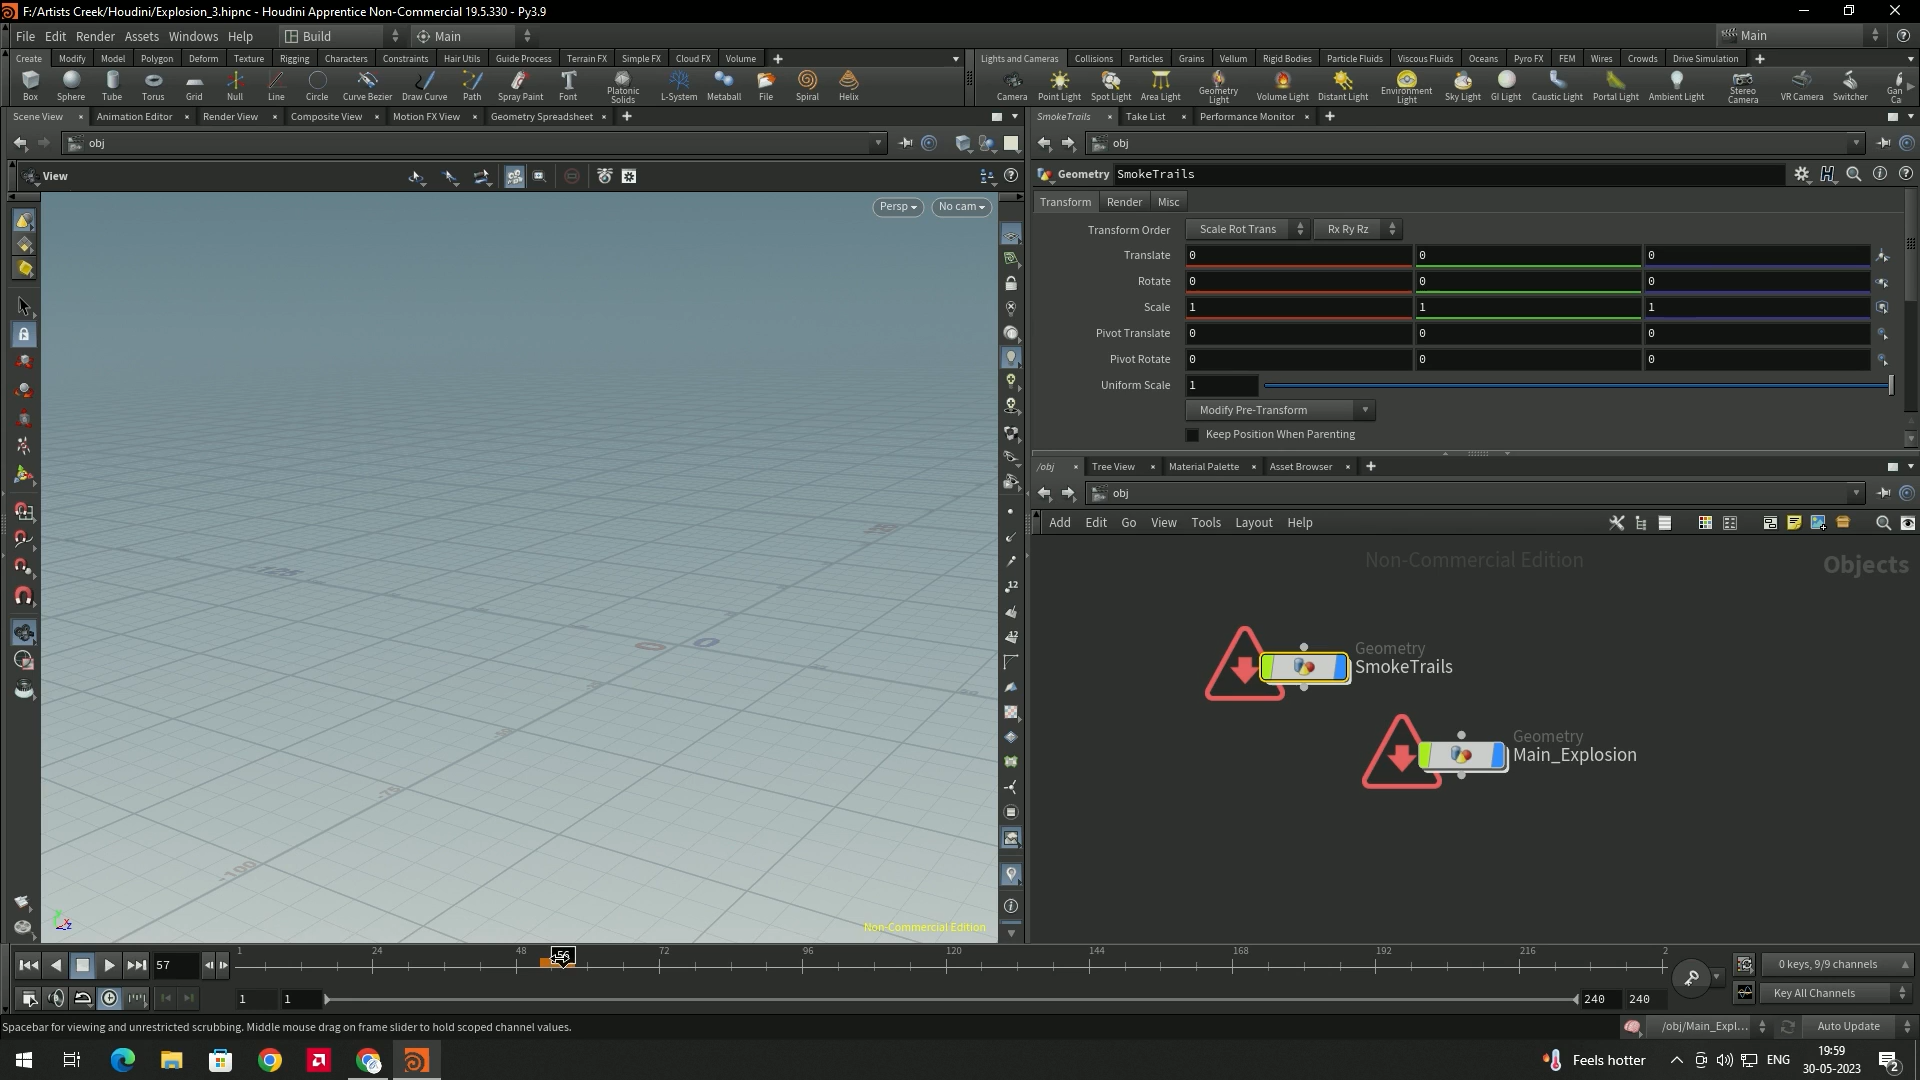 F:/Artists Creek/Houdini/Explosion_3.hipnc - Houdini Apprentice Non-Commercial 19.5.330 - Py3.9
File Edit Render Assets Windows Help Build Main Main
Create Modify Model Polygon Deform Texture Rigging Characters Constraints Hair Utils Guide Process Terrain FX Simple FX Cloud FX Volume
Lights and Cameras Collisions Particles Grains Vellum Rigid Bodies Particle Fluids Viscous Fluids Oceans Pyro FX FEM Wires Crowds Drive Simulation
Box Sphere Tube Torus Grid Null Line Circle Curve Bezier Draw Curve Path Spray Paint Font Platonic Solids L-System Metaball File Spiral Helix
Camera Point Light Spot Light Area Light Geometry Light Volume Light Distant Light Environment Light Sky Light GI Light Caustic Light Portal Light Ambient Light Stereo Camera VR Camera Switcher Gan Ca
Scene View Animation Editor Render View Composite View Motion FX View Geometry Spreadsheet
SmokeTrails Take List Performance Monitor
obj
obj
View
Geometry SmokeTrails
Transform Render Misc
Persp No cam
Transform Order Scale Rot Trans Rx Ry Rz
Translate 0 0 0
Rotate 0 0 0
Scale 1 1 1
Pivot Translate 0 0 0
Pivot Rotate 0 0 0
Uniform Scale 1
Modify Pre-Transform
Keep Position When Parenting
/obj Tree View Material Palette Asset Browser
obj
Add Edit Go View Tools Layout Help
Non-Commercial Edition
Objects
Geometry
SmokeTrails
Geometry
Main_Explosion
12
12
0 0
-100
Non-Commercial Edition
1 24 48 72 96 120 144 168 192 216 2
57
56
0 keys, 9/9 channels
1 1 240 240
Key All Channels
Spacebar for viewing and unrestricted scrubbing. Middle mouse drag on frame slider to hold scoped channel values.
/obj/Main_Expl... Auto Update
Feels hotter ENG
19:59
30-05-2023
2